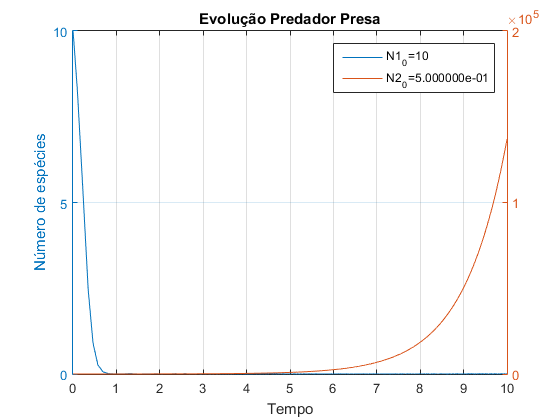 Evolução Predador Presa
×10^5
10
5
0
2
1
0
Número de espécies
N1_0=10
N2_0=5.000000e-01
0 1 2 3 4 5 6 7 8 9 10
Tempo